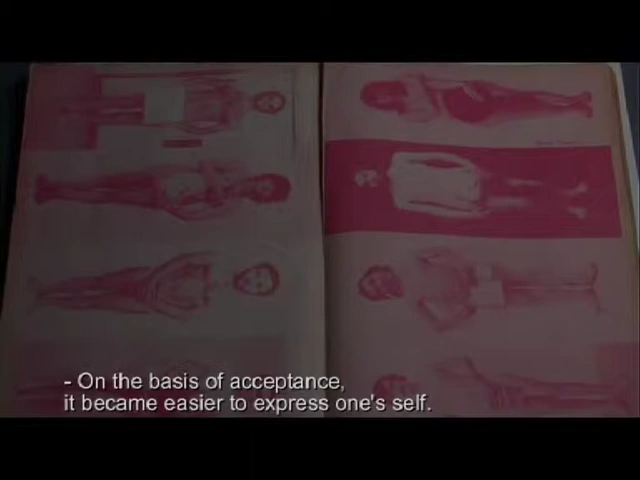 - On the basis of acceptance,
it became easier to express one's self.